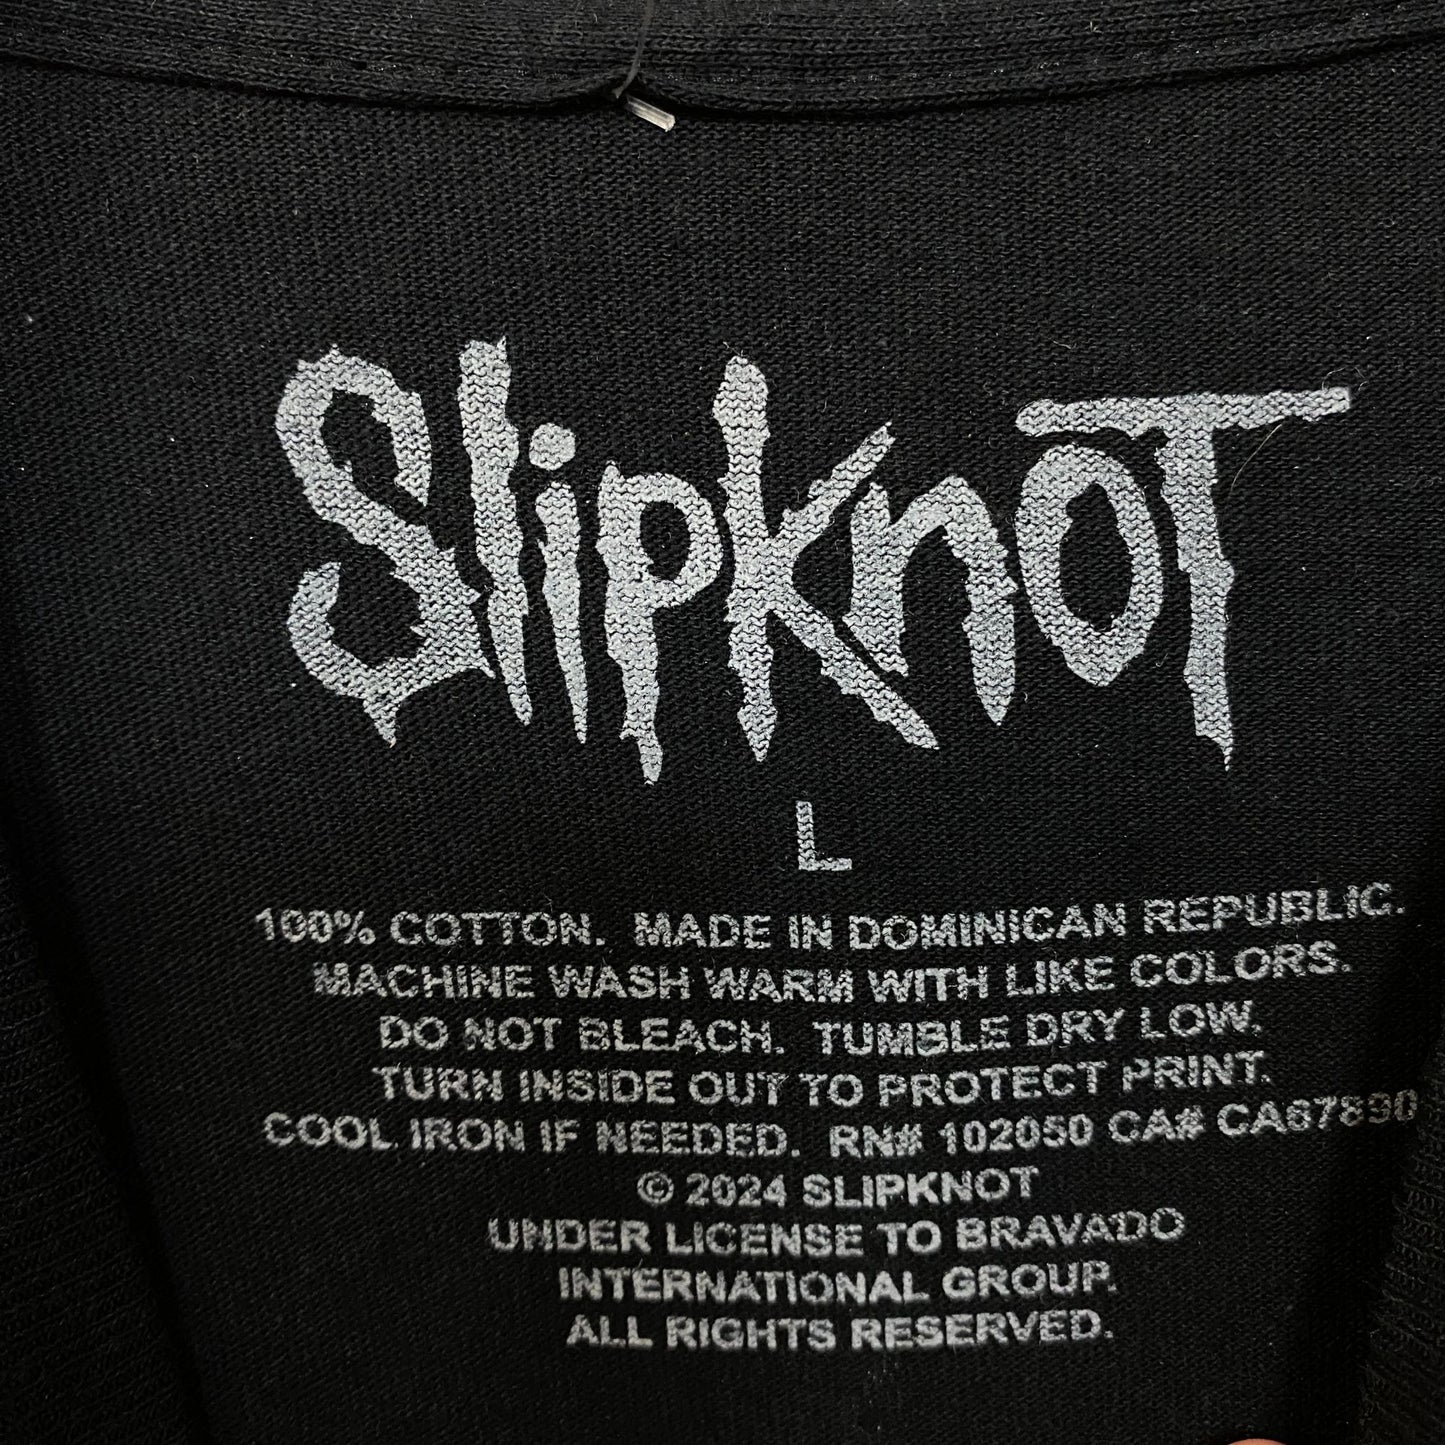 SlipknoT
L
100% COTTON. MADE IN DOMINICAN REPUBLIC.
MACHINE WASH WARM WITH LIKE COLORS.
DO NOT BLEACH. TUMBLE DRY LOW.
TURN INSIDE OUT TO PROTECT PRINT.
COOL IRON IF NEEDED. RN# 102050 CA# CA67890
© 2024 SLIPKNOT
UNDER LICENSE TO BRAVADO
INTERNATIONAL GROUP.
ALL RIGHTS RESERVED.